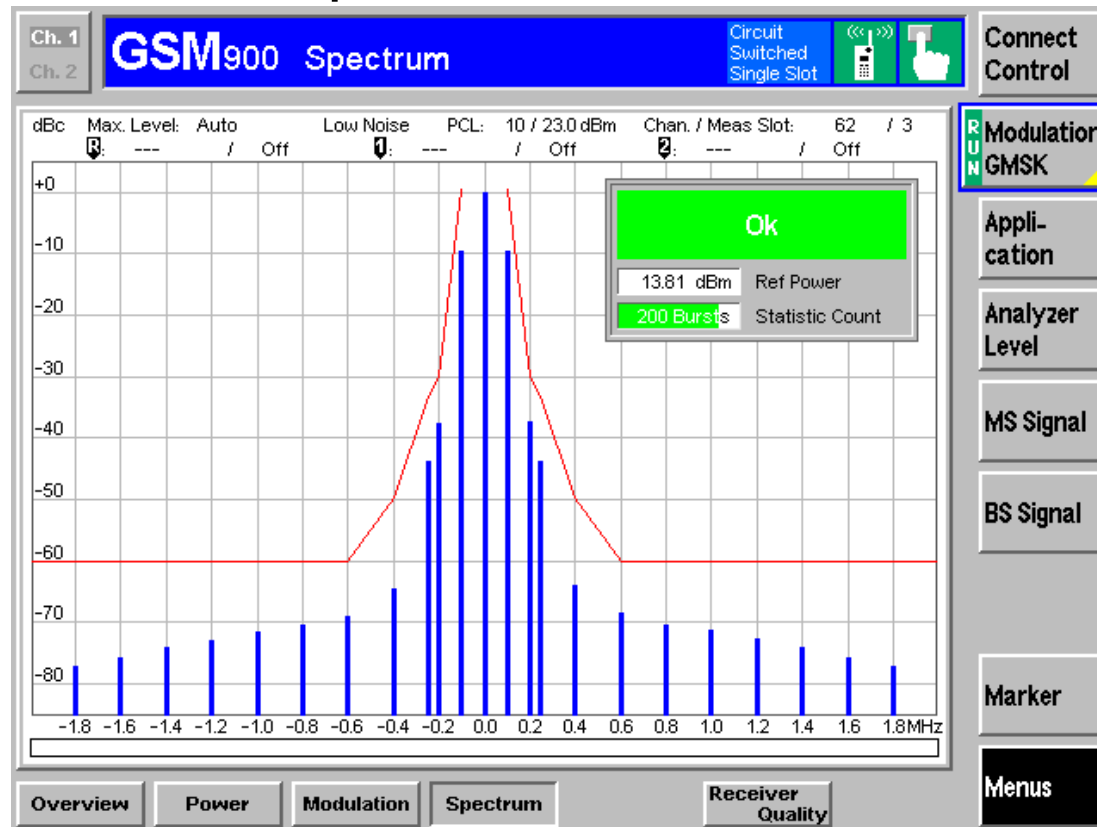 Ch. 1
Ch. 2
GSM900 Spectrum
Circuit
Switched
Single Slot
Connect
Control
dBc Max. Level: Auto Low Noise PCL: 10 / 23.0 dBm Chan. / Meas Slot: 62 / 3
R: --- / Off 1: --- / Off 2: --- / Off
RUN
Modulation
GMSK
+0
-10
-20
-30
-40
-50
-60
-70
-80
Ok
13.81 dBm Ref Power
200 Bursts Statistic Count
Appli-
cation
Analyzer
Level
MS Signal
BS Signal
Marker
-1.8 -1.6 -1.4 -1.2 -1.0 -0.8 -0.6 -0.4 -0.2 0.0 0.2 0.4 0.6 0.8 1.0 1.2 1.4 1.6 1.8MHz
Overview Power Modulation Spectrum
Receiver
Quality
Menus